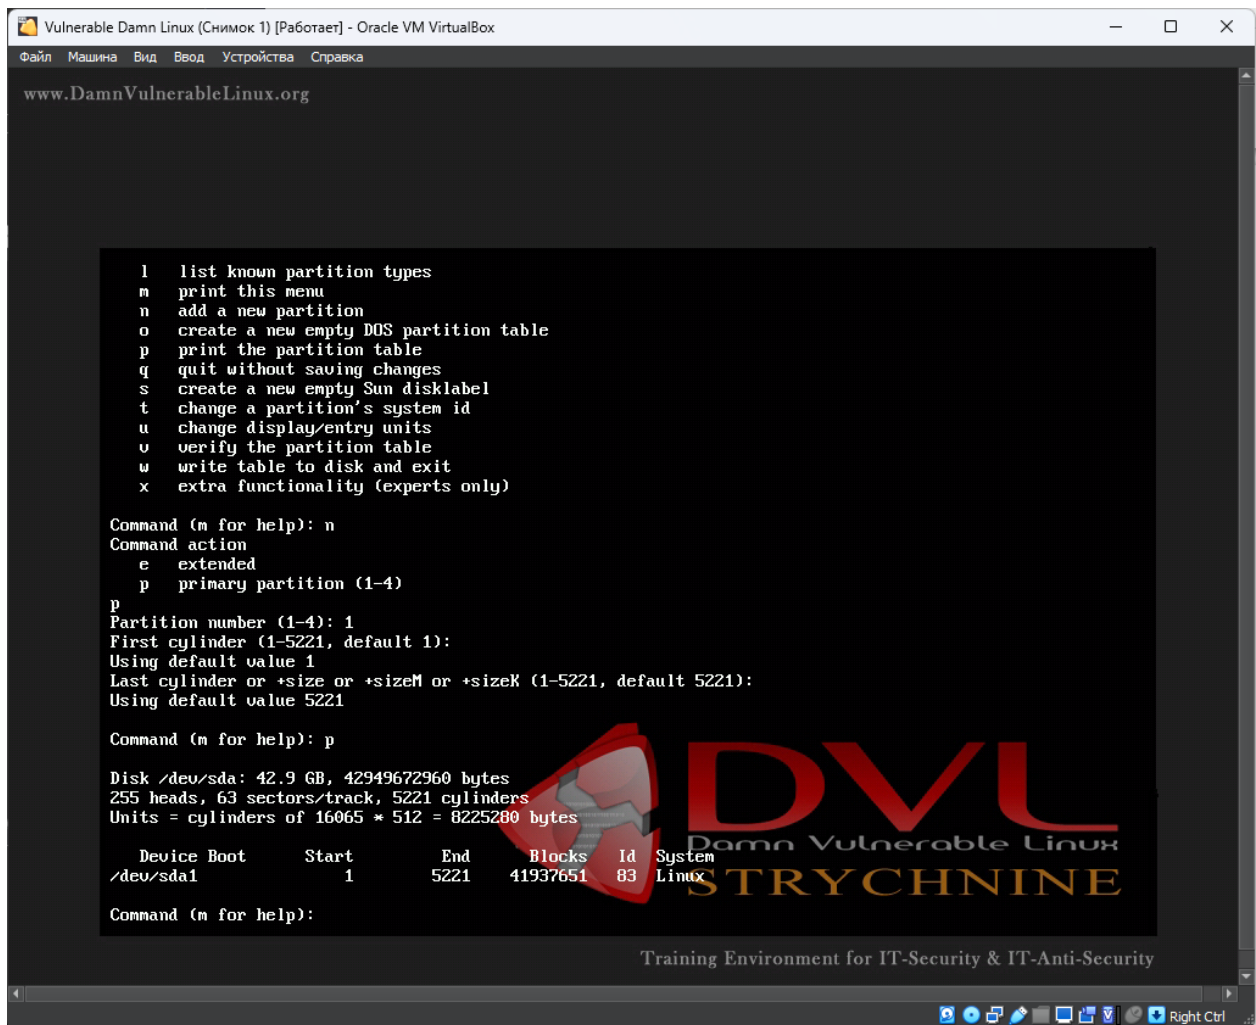 Vulnerable Damn Linux (Снимок 1) [Работает] - Oracle VM VirtualBox
Файл Машина Вид Ввод Устройства Справка
www.DamnVulnerableLinux.org
l list known partition types
m print this menu
n add a new partition
o create a new empty DOS partition table
p print the partition table
q quit without saving changes
s create a new empty Sun disklabel
t change a partition's system id
u change display/entry units
v verify the partition table
w write table to disk and exit
x extra functionality (experts only)
Command (m for help): n
Command action
e extended
p primary partition (1-4)
p
Partition number (1-4): 1
First cylinder (1-5221, default 1):
Using default value 1
Last cylinder or +size or +sizeM or +sizeK (1-5221, default 5221):
Using default value 5221
Command (m for help): p
Disk /dev/sda: 42.9 GB, 42949672960 bytes
255 heads, 63 sectors/track, 5221 cylinders
Units = cylinders of 16065 * 512 = 8225280 bytes
Device Boot Start End Blocks Id System
/dev/sda1 1 5221 41937651 83 Linux
Command (m for help):
DVL
Damn Vulnerable Linux
STRYCHNINE
Training Environment for IT-Security & IT-Anti-Security
Right Ctrl